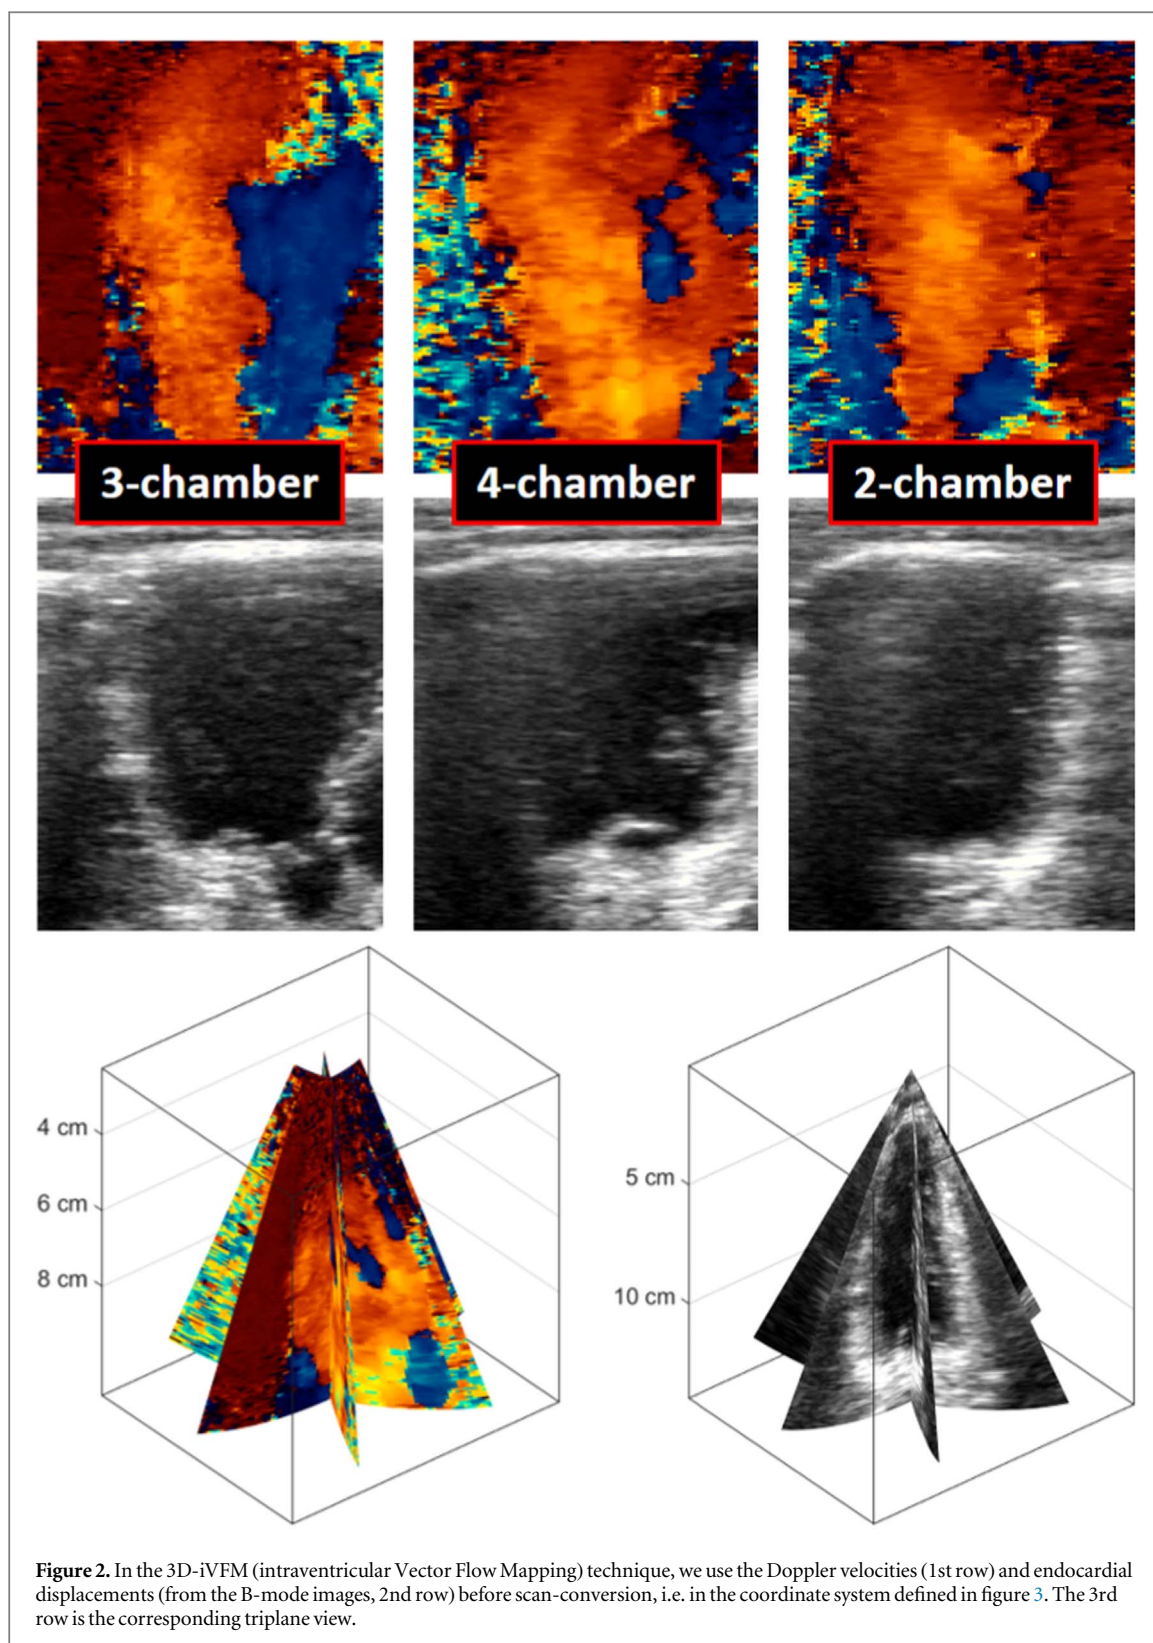 3-chamber
4-chamber
2-chamber
4 cm
6 cm
8 cm
5 cm
10 cm
Figure 2. In the 3D-iVFM (intraventricular Vector Flow Mapping) technique, we use the Doppler velocities (1st row) and endocardial
displacements (from the B-mode images, 2nd row) before scan-conversion, i.e. in the coordinate system defined in figure 3. The 3rd
row is the corresponding triplane view.